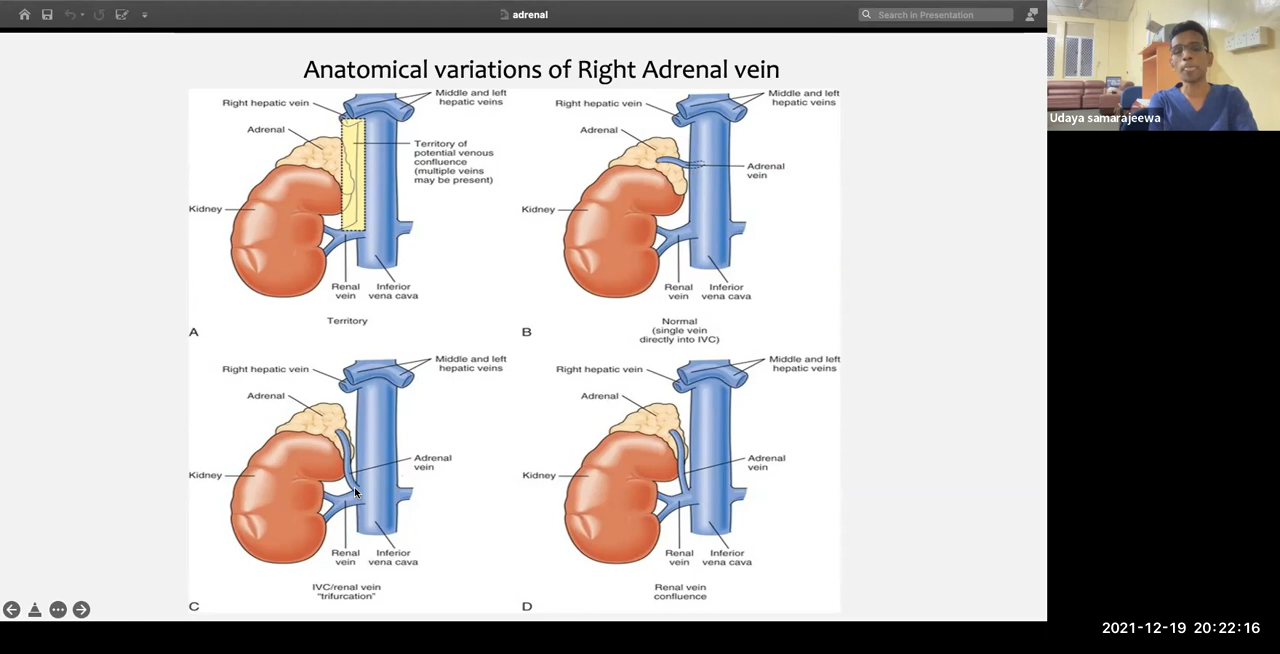 adrenal
Search in Presentation
Udaya samarajeewa
Anatomical variations of Right Adrenal vein
Right hepatic vein
Middle and left
hepatic veins
Adrenal
Territory of
potential venous
confluence
(multiple veins
may be present)
Kidney
Renal
vein
Inferior
vena cava
Territory
A
Right hepatic vein
Middle and left
hepatic veins
Adrenal
Adrenal
vein
Kidney
Renal
vein
Inferior
vena cava
Normal
(single vein
directly into IVC)
B
Right hepatic vein
Middle and left
hepatic veins
Adrenal
Adrenal
vein
Kidney
Renal
vein
Inferior
vena cava
IVC/renal vein
"trifurcation"
C
Right hepatic vein
Middle and left
hepatic veins
Adrenal
Adrenal
vein
Kidney
Renal
vein
Inferior
vena cava
Renal vein
confluence
D
2021-12-19 20:22:16